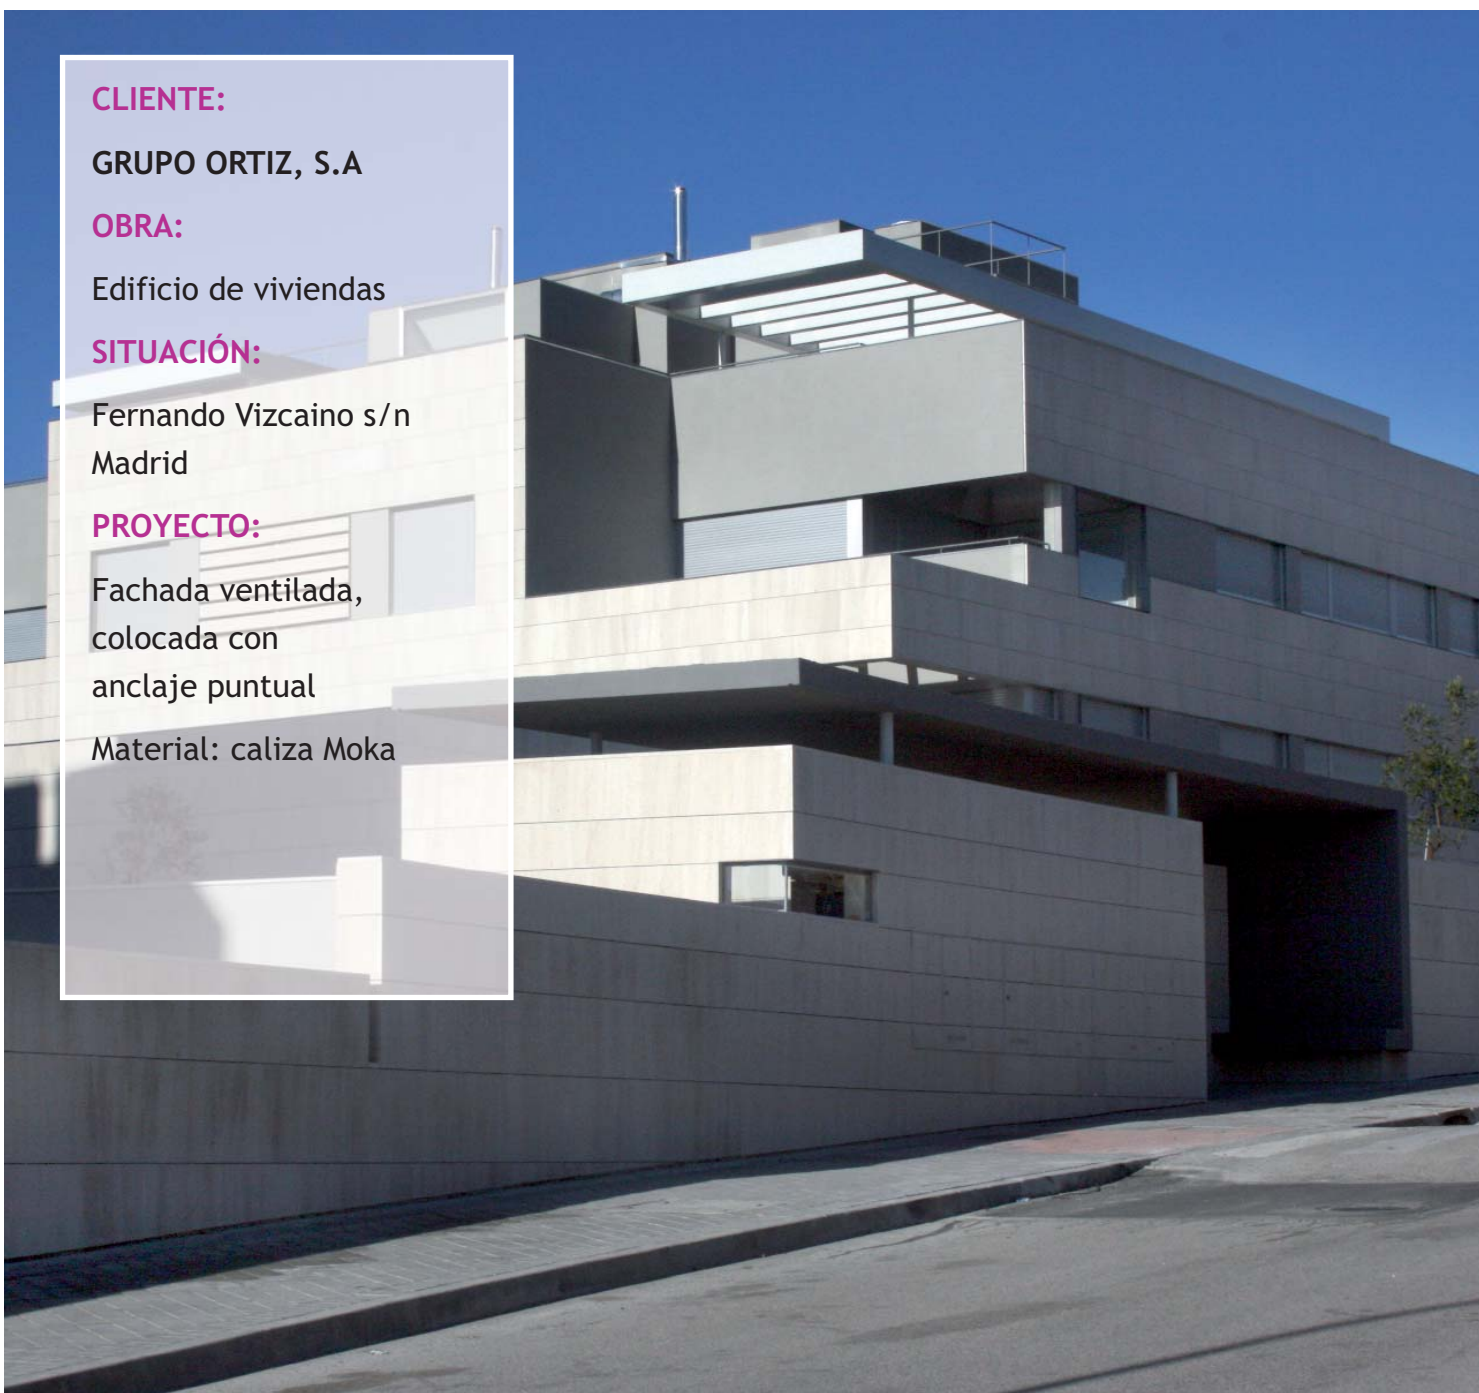 CLIENTE:
GRUPO ORTIZ, S.A
OBRA:
Edificio de viviendas
SITUACIÓN:
Fernando Vizcaino s/n
Madrid
PROYECTO:
Fachada ventilada,
colocada con
anclaje puntual
Material: caliza Moka